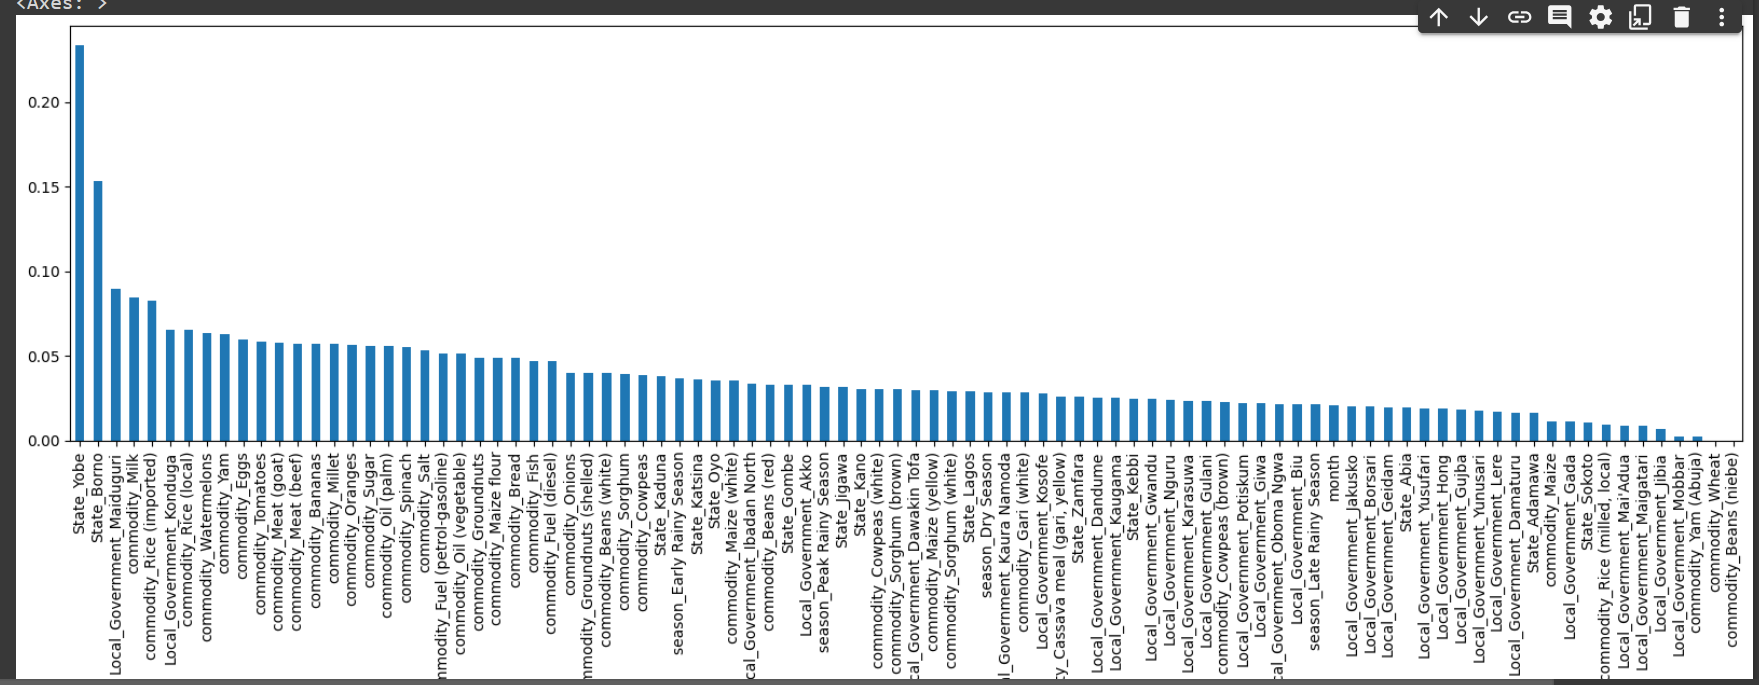 <Axes: >
0.20
0.15
0.10
0.05
0.00
State_Yobe
State_Borno
Local_Government_Maiduguri
commodity_Milk
commodity_Rice (imported)
Local_Government_Konduga
commodity_Rice (local)
commodity_Watermelons
commodity_Yam
commodity_Eggs
commodity_Tomatoes
commodity_Meat (goat)
commodity_Meat (beef)
commodity_Bananas
commodity_Millet
commodity_Oranges
commodity_Sugar
commodity_Oil (palm)
commodity_Spinach
commodity_Salt
mmodity_Fuel (petrol-gasoline)
commodity_Oil (vegetable)
commodity_Groundnuts
commodity_Maize flour
commodity_Bread
commodity_Fish
commodity_Fuel (diesel)
commodity_Onions
mmodity_Groundnuts (shelled)
commodity_Beans (white)
commodity_Sorghum
commodity_Cowpeas
State_Kaduna
season_Early Rainy Season
State_Katsina
State_Oyo
commodity_Maize (white)
cal_Government_Ibadan North
commodity_Beans (red)
State_Gombe
Local_Government_Akko
season_Peak Rainy Season
State_Jigawa
State_Kano
commodity_Cowpeas (white)
commodity_Sorghum (brown)
cal_Government_Dawakin Tofa
commodity_Maize (yellow)
commodity_Sorghum (white)
State_Lagos
season_Dry Season
l_Government_Kaura Namoda
commodity_Gari (white)
Local_Government_Kosofe
ty_Cassava meal (gari, yellow)
State_Zamfara
Local_Government_Dandume
Local_Government_Kaugama
State_Kebbi
Local_Government_Gwandu
Local_Government_Nguru
Local_Government_Karasuwa
Local_Government_Gulani
commodity_Cowpeas (brown)
Local_Government_Potiskum
Local_Government_Giwa
cal_Government_Oboma Ngwa
Local_Government_Biu
season_Late Rainy Season
month
Local_Government_Jakusko
Local_Government_Borsari
Local_Government_Geidam
State_Abia
Local_Government_Yusufari
Local_Government_Hong
Local_Government_Gujba
Local_Government_Yunusari
Local_Government_Lere
Local_Government_Damaturu
State_Adamawa
commodity_Maize
Local_Government_Gada
State_Sokoto
commodity_Rice (milled, local)
Local_Government_Mai'Adua
Local_Government_Maigatari
Local_Government_Jibia
Local_Government_Mobbar
commodity_Yam (Abuja)
commodity_Wheat
commodity_Beans (niebe)